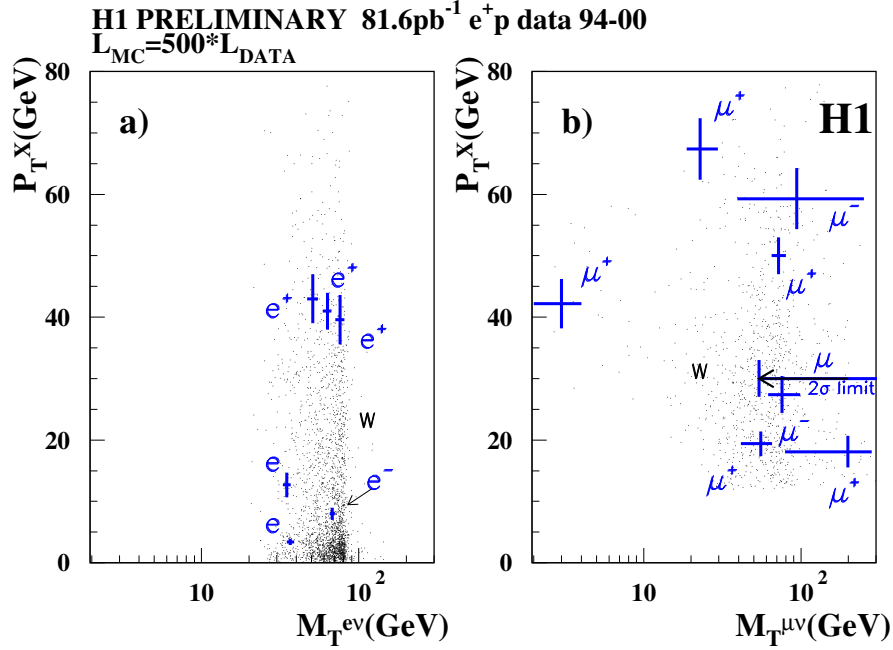 H1 PRELIMINARY 81.6pb⁻¹ e⁺p data 94-00
L_MC=500*L_DATA
P_T^X(GeV)
80
60
40
20
0
a)
e⁺
e⁺
e⁺
W
e
e⁻
e
10
10²
M_T^eν(GeV)
P_T^X(GeV)
80
60
40
20
0
b)
H1
μ⁺
μ⁻
μ⁺
μ⁺
W
μ
2σ limit
μ⁻
μ⁺
μ⁺
10
10²
M_T^μν(GeV)